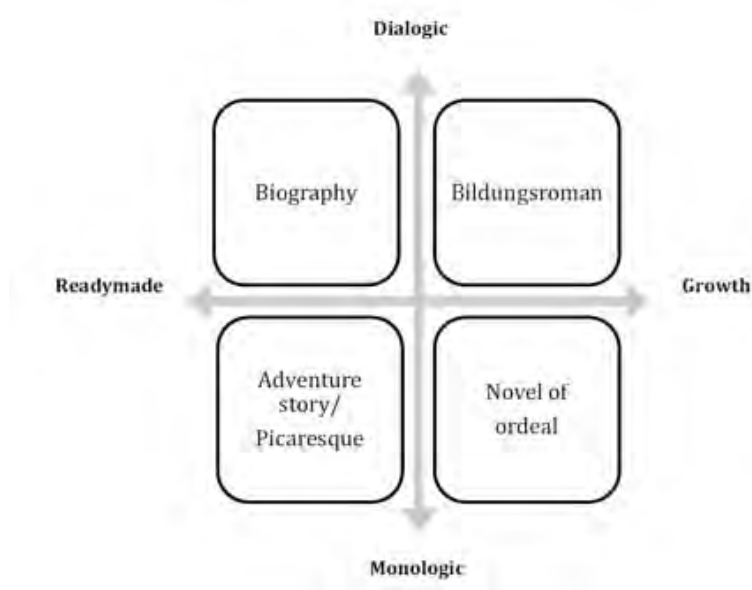 Dialogic
Biography
Bildungsroman
Readymade
Growth
Adventure
story/
Picaresque
Novel of
ordeal
Monologic